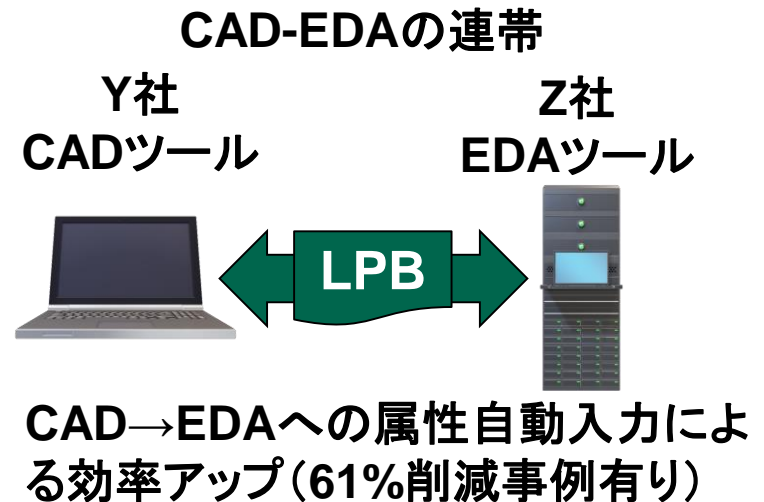 CAD-EDAの連帯
Y社
CADツール
Z社
EDAツール
LPB
CAD→EDAへの属性自動入力によ
る効率アップ（61%削減事例有り）